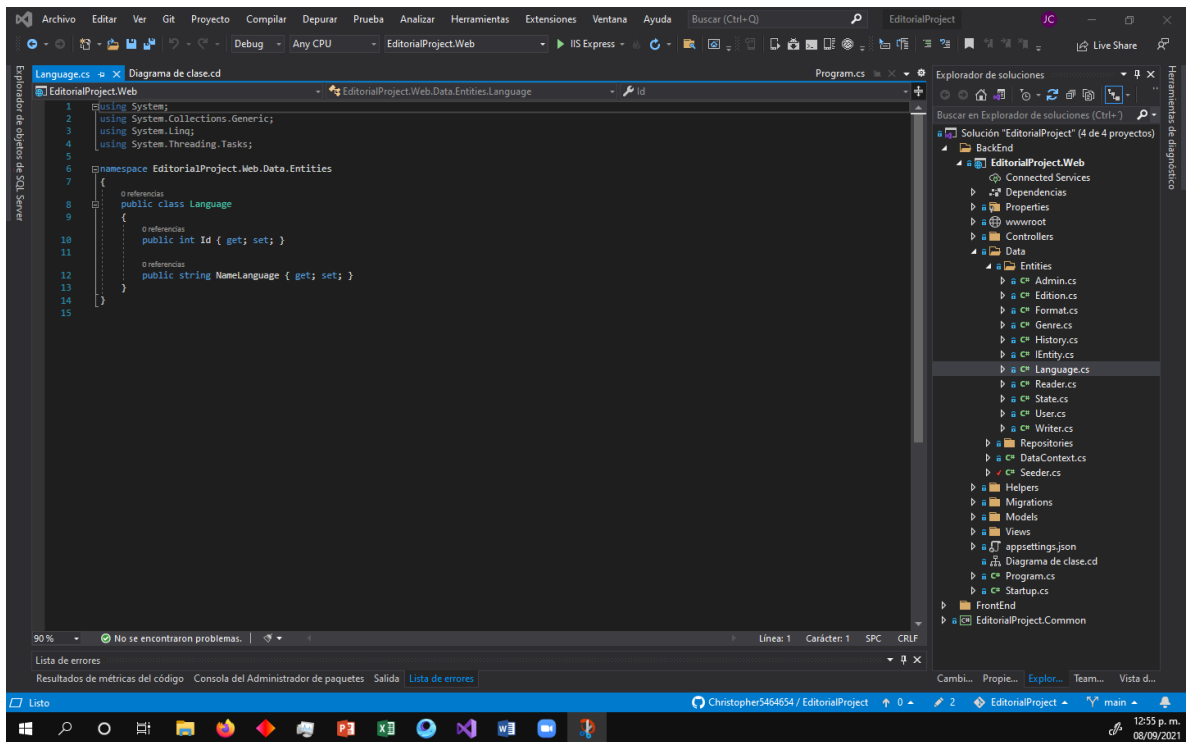 Archivo Editar Ver Git Proyecto Compilar Depurar Prueba Analizar Herramientas Extensiones Ventana Ayuda Buscar (Ctrl+Q) EditorialProject JC
Debug Any CPU EditorialProject.Web IIS Express Live Share
Explorador de objetos de SQL Server
Language.cs Diagrama de clase.cd Program.cs
EditorialProject.Web EditorialProject.Web.Data.Entities.Language Id
1 using System;
2 using System.Collections.Generic;
3 using System.Linq;
4 using System.Threading.Tasks;
5
6 namespace EditorialProject.Web.Data.Entities
7 {
0 referencias
8 public class Language
9 {
0 referencias
10 public int Id { get; set; }
11
0 referencias
12 public string NameLanguage { get; set; }
13 }
14 }
15
90 % No se encontraron problemas. Línea: 1 Carácter: 1 SPC CRLF
Lista de errores
Resultados de métricas del código Consola del Administrador de paquetes Salida Lista de errores
Explorador de soluciones
Buscar en Explorador de soluciones (Ctrl+´)
Solución "EditorialProject" (4 de 4 proyectos)
BackEnd
EditorialProject.Web
Connected Services
Dependencias
Properties
wwwroot
Controllers
Data
Entities
C# Admin.cs
C# Edition.cs
C# Format.cs
C# Genre.cs
C# History.cs
C# IEntity.cs
C# Language.cs
C# Reader.cs
C# State.cs
C# User.cs
C# Writer.cs
Repositories
C# DataContext.cs
C# Seeder.cs
Helpers
Migrations
Models
Views
appsettings.json
Diagrama de clase.cd
C# Program.cs
C# Startup.cs
FrontEnd
C# EditorialProject.Common
Cambi... Propie... Explor... Team... Vista d...
Herramientas de diagnóstico
Listo Christopher5464654 / EditorialProject 0 2 EditorialProject main
12:55 p. m.
08/09/2021